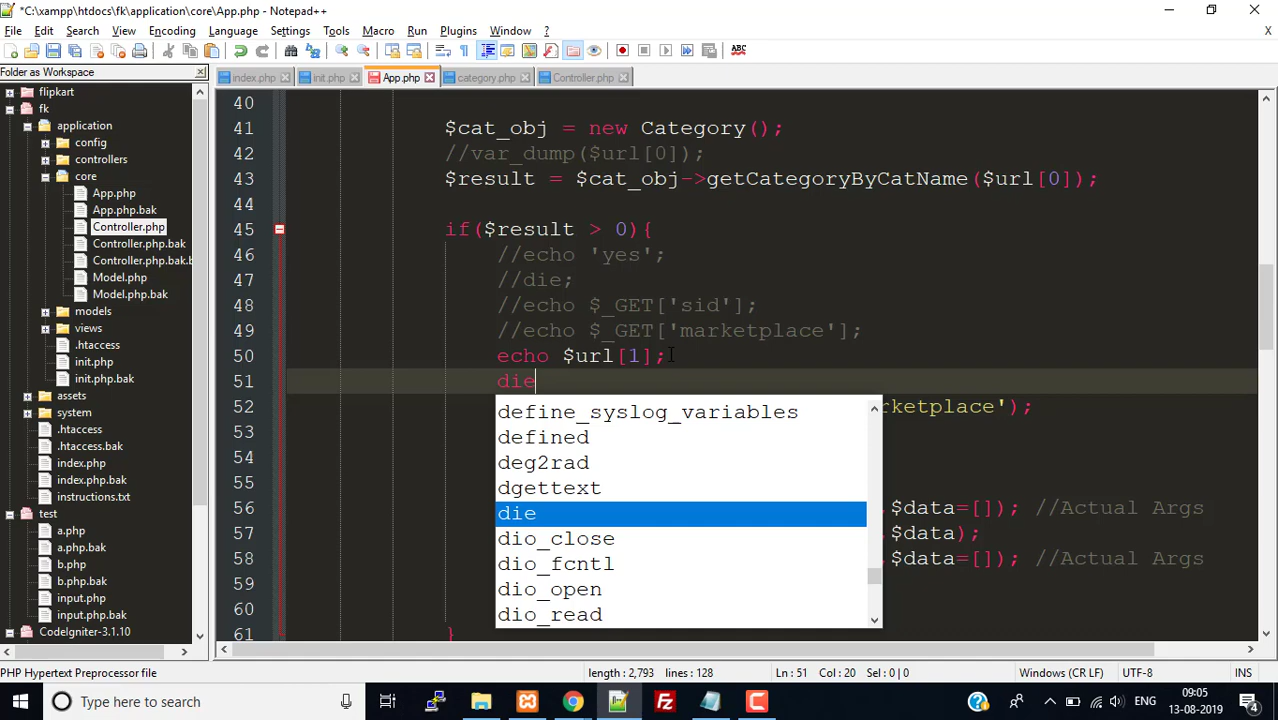 *C:\xampp\htdocs\fk\application\core\App.php - Notepad++
File Edit Search View Encoding Language Settings Tools Macro Run Plugins Window ? X
Folder as Workspace
index.php init.php App.php category.php Controller.php
flipkart
fk
application
config
controllers
core
App.php
App.php.bak
Controller.php
Controller.php.bak
Controller.php.bak.b
Model.php
Model.php.bak
models
views
.htaccess
init.php
init.php.bak
assets
system
.htaccess
.htaccess.bak
index.php
index.php.bak
instructions.txt
test
a.php
a.php.bak
b.php
b.php.bak
input.php
input.php.bak
CodeIgniter-3.1.10
40
41 $cat_obj = new Category();
42 //var_dump($url[0]);
43 $result = $cat_obj->getCategoryByCatName($url[0]);
44
45 if($result > 0){
46 //echo 'yes';
47 //die;
48 //echo $_GET['sid'];
49 //echo $_GET['marketplace'];
50 echo $url[1];
51 die
52 rketplace');
53
54
55
56 $data=[]); //Actual Args
57 $data);
58 $data=[]); //Actual Args
59
60
61 }
define_syslog_variables
defined
deg2rad
dgettext
die
dio_close
dio_fcntl
dio_open
dio_read
PHP Hypertext Preprocessor file length : 2,793 lines : 128 Ln : 51 Col : 20 Sel : 0 | 0 Windows (CR LF) UTF-8 INS
Type here to search ENG 09:05 13-08-2019 4